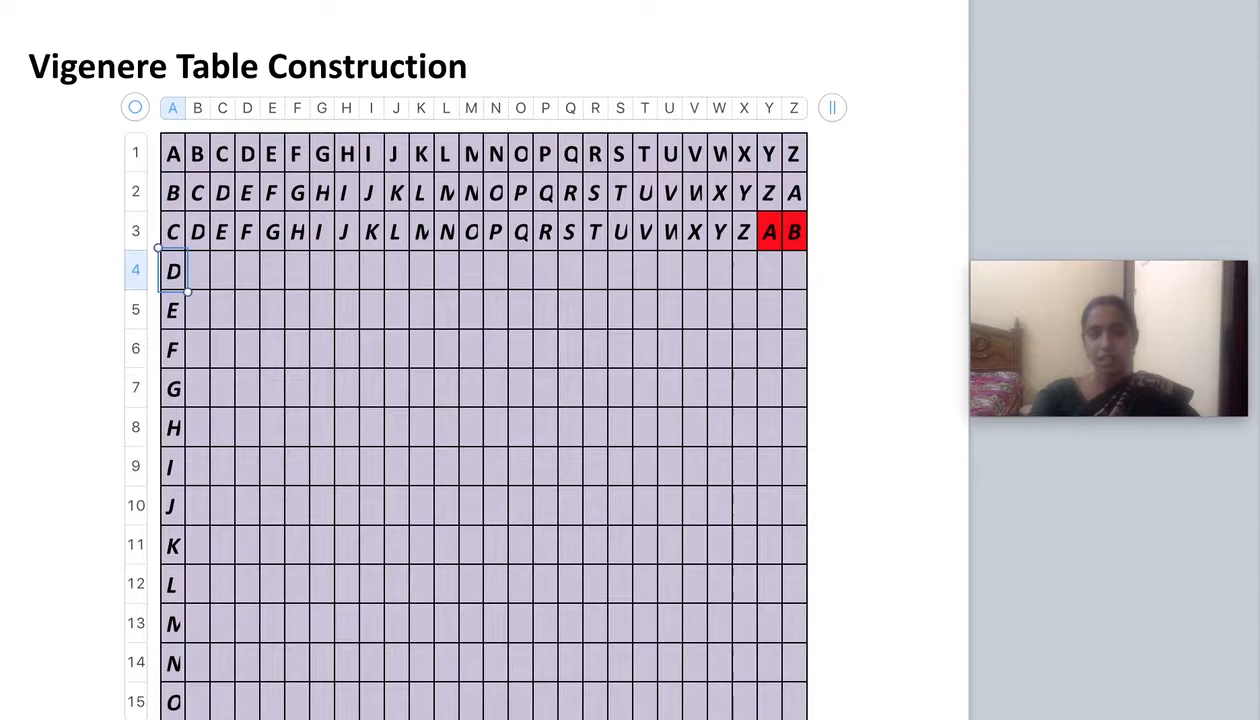 Vigenere Table Construction
A B C D E F G H I J K L M N O P Q R S T U V W X Y Z
1 A B C D E F G H I J K L M N O P Q R S T U V W X Y Z
2 B C D E F G H I J K L M N O P Q R S T U V W X Y Z A
3 C D E F G H I J K L M N O P Q R S T U V W X Y Z A B
4 D
5 E
6 F
7 G
8 H
9 I
10 J
11 K
12 L
13 M
14 N
15 O